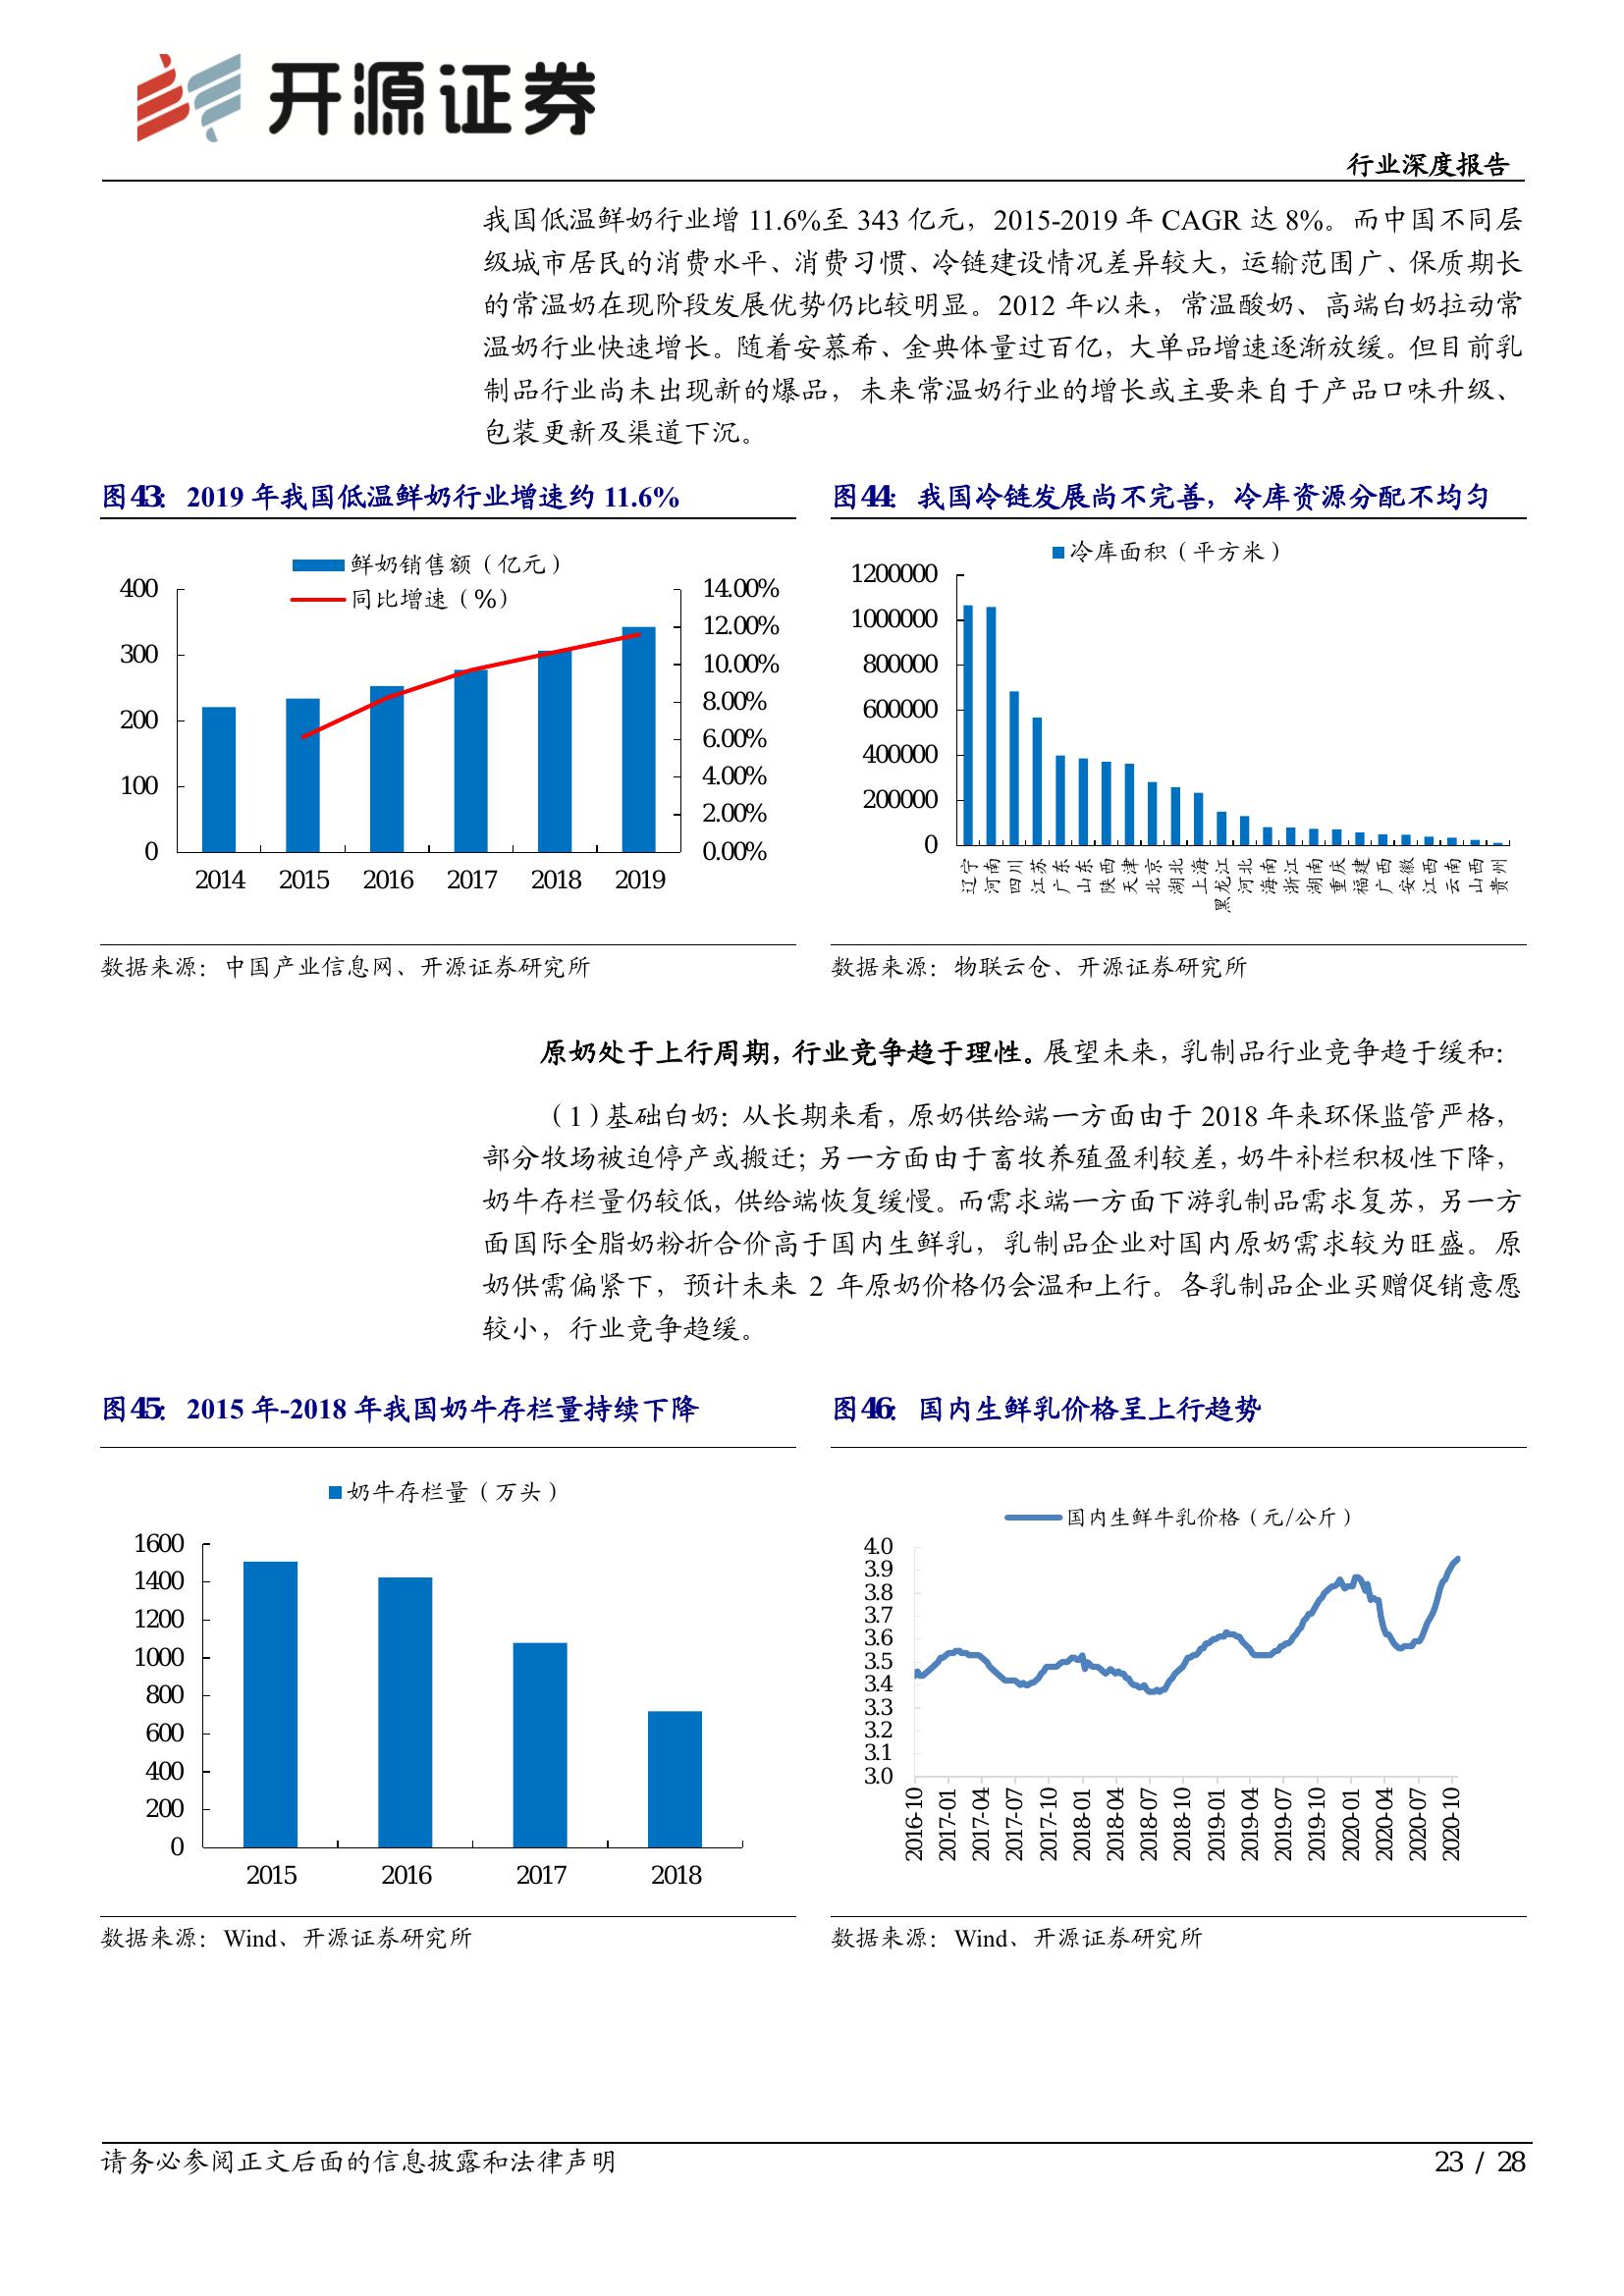 开源证券
行业深度报告
我国低温鲜奶行业增 11.6%至 343 亿元，2015-2019 年 CAGR 达 8%。而中国不同层
级城市居民的消费水平、消费习惯、冷链建设情况差异较大，运输范围广、保质期长
的常温奶在现阶段发展优势仍比较明显。2012 年以来，常温酸奶、高端白奶拉动常
温奶行业快速增长。随着安慕希、金典体量过百亿，大单品增速逐渐放缓。但目前乳
制品行业尚未出现新的爆品，未来常温奶行业的增长或主要来自于产品口味升级、
包装更新及渠道下沉。
图43： 2019 年我国低温鲜奶行业增速约 11.6%
鲜奶销售额（亿元）
同比增速（%）
400
300
200
100
0
14.00%
12.00%
10.00%
8.00%
6.00%
4.00%
2.00%
0.00%
2014 2015 2016 2017 2018 2019
数据来源：中国产业信息网、开源证券研究所
图44： 我国冷链发展尚不完善，冷库资源分配不均匀
冷库面积（平方米）
1200000
1000000
800000
600000
400000
200000
0
辽宁 河南 四川 江苏 广东 山东 陕西 天津 北京 湖北 上海 黑龙江 河北 海南 浙江 湖南 重庆 福建 广西 安徽 江西 云南 山西 贵州
数据来源：物联云仓、开源证券研究所
原奶处于上行周期，行业竞争趋于理性。展望未来，乳制品行业竞争趋于缓和：
（1）基础白奶：从长期来看，原奶供给端一方面由于 2018 年来环保监管严格，
部分牧场被迫停产或搬迁；另一方面由于畜牧养殖盈利较差，奶牛补栏积极性下降，
奶牛存栏量仍较低，供给端恢复缓慢。而需求端一方面下游乳制品需求复苏，另一方
面国际全脂奶粉折合价高于国内生鲜乳，乳制品企业对国内原奶需求较为旺盛。原
奶供需偏紧下，预计未来 2 年原奶价格仍会温和上行。各乳制品企业买赠促销意愿
较小，行业竞争趋缓。
图45： 2015 年-2018 年我国奶牛存栏量持续下降
奶牛存栏量（万头）
1600
1400
1200
1000
800
600
400
200
0
2015 2016 2017 2018
数据来源：Wind、开源证券研究所
图46： 国内生鲜乳价格呈上行趋势
国内生鲜牛乳价格（元/公斤）
4.0
3.9
3.8
3.7
3.6
3.5
3.4
3.3
3.2
3.1
3.0
2016-10 2017-01 2017-04 2017-07 2017-10 2018-01 2018-04 2018-07 2018-10 2019-01 2019-04 2019-07 2019-10 2020-01 2020-04 2020-07 2020-10
数据来源：Wind、开源证券研究所
请务必参阅正文后面的信息披露和法律声明
23 / 28